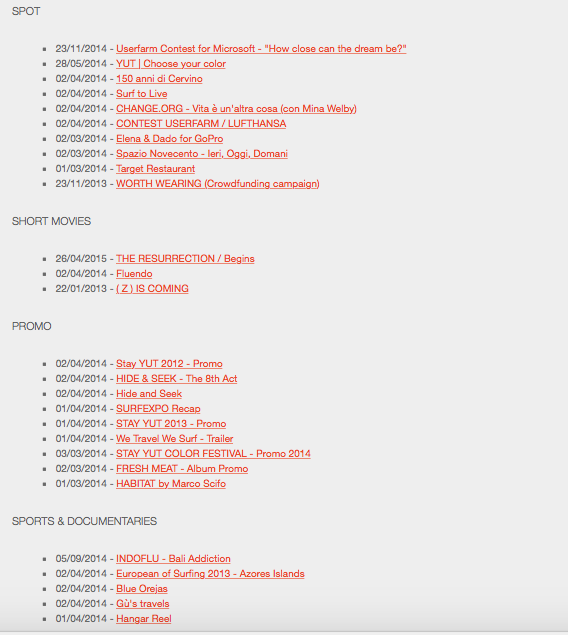 SPOT
23/11/2014 - Userfarm Contest for Microsoft - "How close can the dream be?"
28/05/2014 - YUT | Choose your color
02/04/2014 - 150 anni di Cervino
02/04/2014 - Surf to Live
02/04/2014 - CHANGE.ORG - Vita è un'altra cosa (con Mina Welby)
02/04/2014 - CONTEST USERFARM / LUFTHANSA
02/03/2014 - Elena & Dado for GoPro
02/03/2014 - Spazio Novecento - Ieri, Oggi, Domani
01/03/2014 - Target Restaurant
23/11/2013 - WORTH WEARING (Crowdfunding campaign)
SHORT MOVIES
26/04/2015 - THE RESURRECTION / Begins
02/04/2014 - Fluendo
22/01/2013 - ( Z ) IS COMING
PROMO
02/04/2014 - Stay YUT 2012 - Promo
02/04/2014 - HIDE & SEEK - The 8th Act
02/04/2014 - Hide and Seek
01/04/2014 - SURFEXPO Recap
01/04/2014 - STAY YUT 2013 - Promo
01/04/2014 - We Travel We Surf - Trailer
03/03/2014 - STAY YUT COLOR FESTIVAL - Promo 2014
02/03/2014 - FRESH MEAT - Album Promo
01/03/2014 - HABITAT by Marco Scifo
SPORTS & DOCUMENTARIES
05/09/2014 - INDOFLU - Bali Addiction
02/04/2014 - European of Surfing 2013 - Azores Islands
02/04/2014 - Blue Orejas
02/04/2014 - Gù's travels
01/04/2014 - Hangar Reel